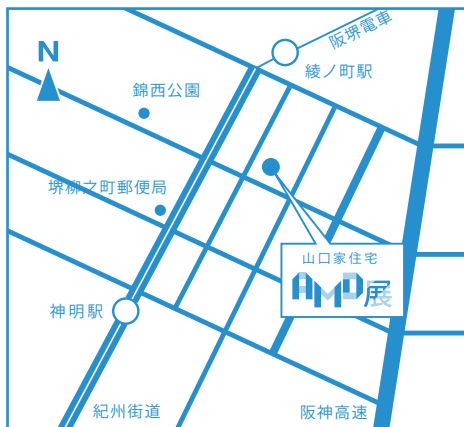 阪堺電車
N
綾ノ町駅
錦西公園
堺柳之町郵便局
山口家住宅
AMD展
神明駅
紀州街道
阪神高速